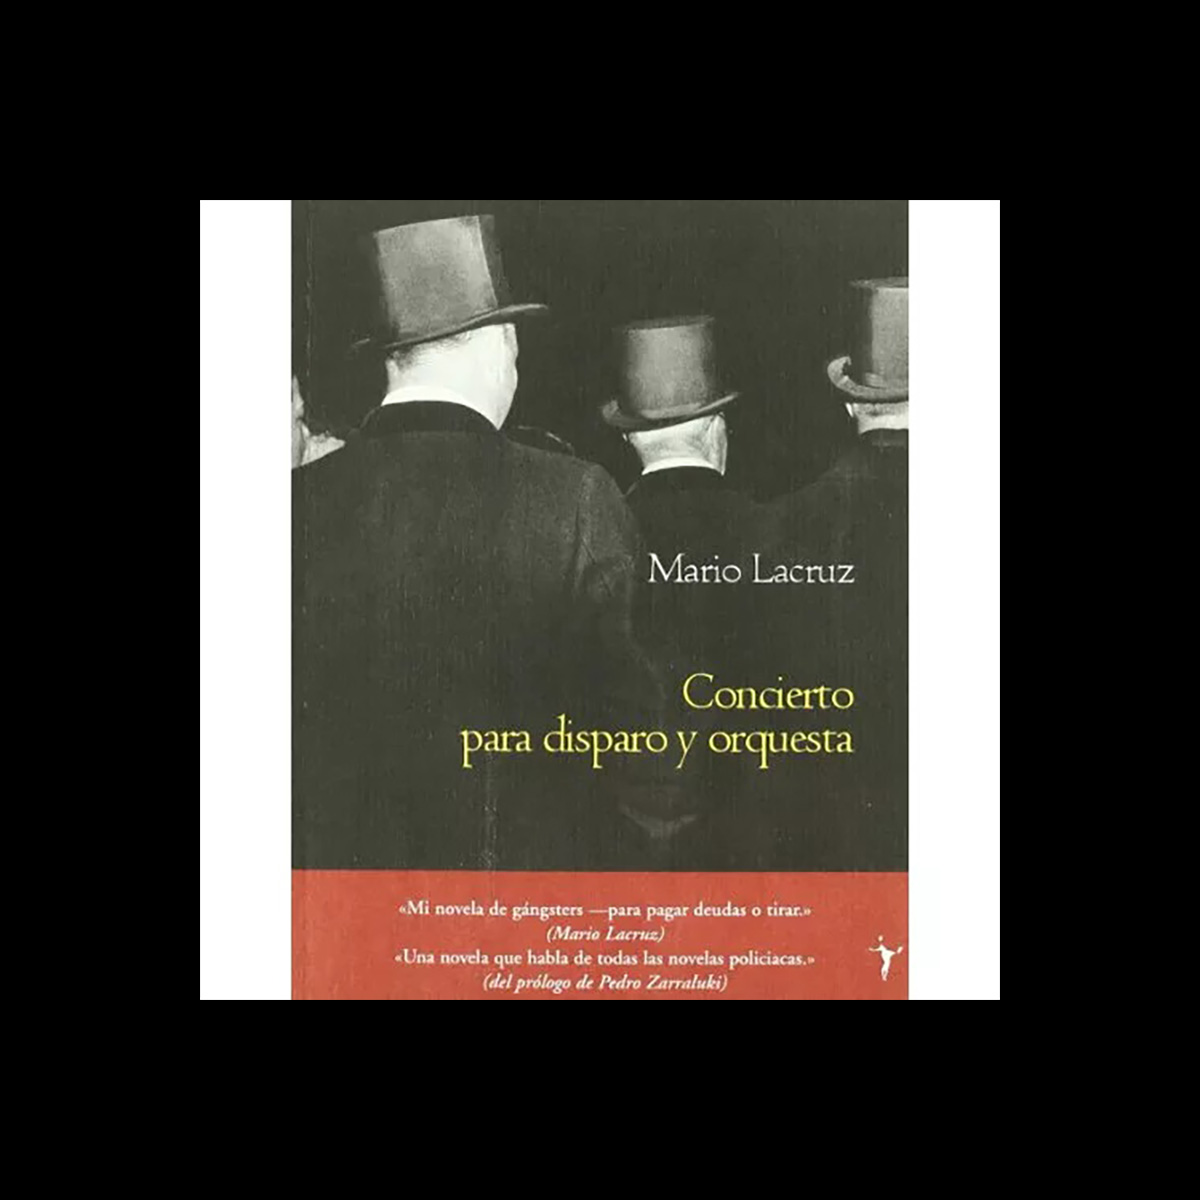 Mario Lacruz
Concierto
para disparo y orquesta
«Mi novela de gángsters —para pagar deudas o tirar.»
(Mario Lacruz)
«Una novela que habla de todas las novelas policiacas.»
(del prólogo de Pedro Zarraluki)